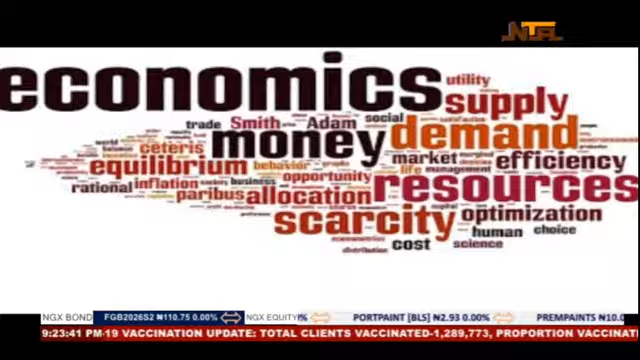 NTA
economics
utility
supply
trade Smith Adam social
money demand
ceteris market efficiency
equilibrium behavior
opportunity life management
rational inflation business resources
paribus allocation
scarcity optimization
human choice
cost science
distribution
NGX BOND FGB2026S2 ₦110.75 0.00% NGX EQUITY % PORTPAINT [BLS] ₦2.93 0.00% PREMPAINTS ₦10.0
9:23:41 PM -19 VACCINATION UPDATE: TOTAL CLIENTS VACCINATED-1,289,773, PROPORTION VACCINAT